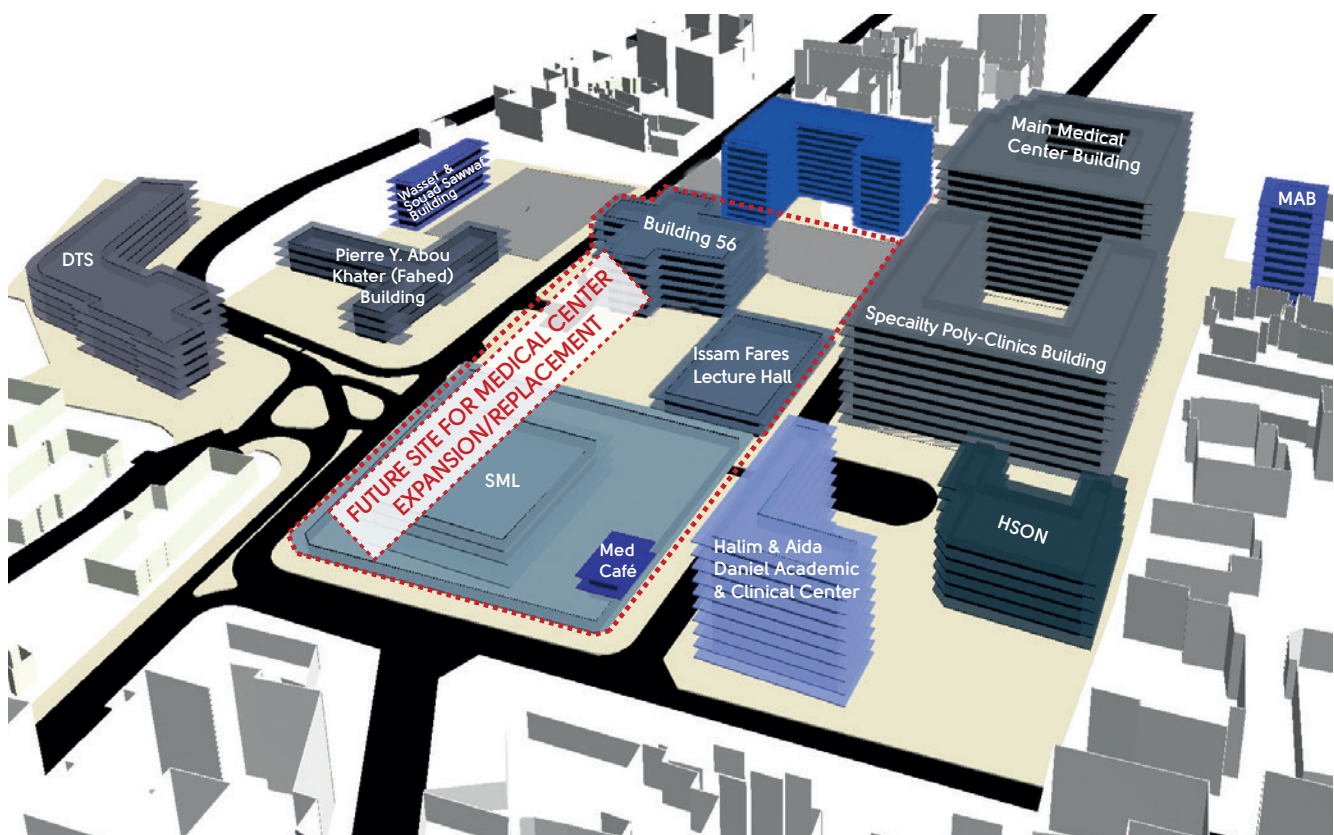 Main Medical
Center Building
Wassef &
Souad Sawwaf
Building
MAB
Building 56
DTS
Pierre Y. Abou
Khater (Fahed)
Building
FUTURE SITE FOR MEDICAL CENTER
EXPANSION/REPLACEMENT
Specailty Poly-Clinics Building
Issam Fares
Lecture Hall
SML
HSON
Med
Café
Halim & Aida
Daniel Academic
& Clinical Center